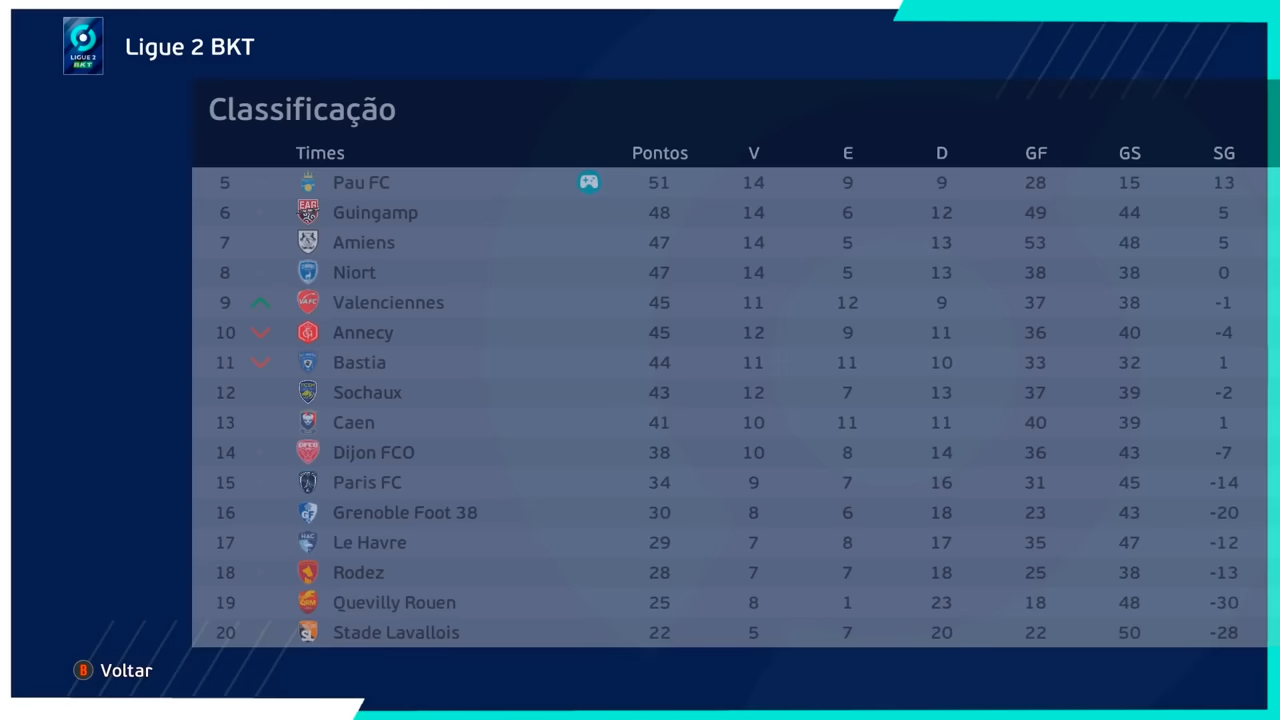 LIGUE 2
BKT
Ligue 2 BKT
Classificação
Times Pontos V E D GF GS SG
5 Pau FC 51 14 9 9 28 15 13
6 Guingamp 48 14 6 12 49 44 5
7 Amiens 47 14 5 13 53 48 5
8 Niort 47 14 5 13 38 38 0
9 Valenciennes 45 11 12 9 37 38 -1
10 Annecy 45 12 9 11 36 40 -4
11 Bastia 44 11 11 10 33 32 1
12 Sochaux 43 12 7 13 37 39 -2
13 Caen 41 10 11 11 40 39 1
14 Dijon FCO 38 10 8 14 36 43 -7
15 Paris FC 34 9 7 16 31 45 -14
16 Grenoble Foot 38 30 8 6 18 23 43 -20
17 Le Havre 29 7 8 17 35 47 -12
18 Rodez 28 7 7 18 25 38 -13
19 Quevilly Rouen 25 8 1 23 18 48 -30
20 Stade Lavallois 22 5 7 20 22 50 -28
B Voltar